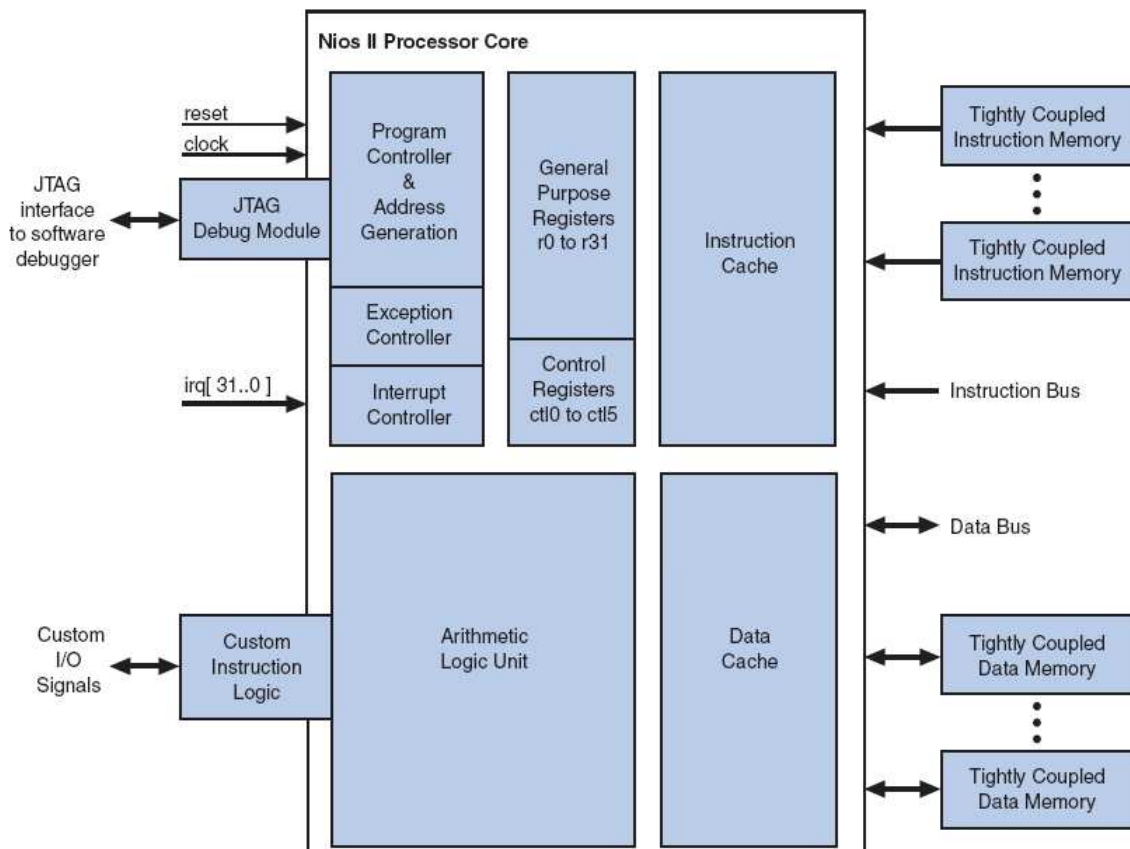 Nios II Processor Core
reset
clock
JTAG
interface
to software
debugger
JTAG
Debug Module
irq[ 31..0 ]
Program
Controller
&
Address
Generation
Exception
Controller
Interrupt
Controller
General
Purpose
Registers
r0 to r31
Control
Registers
ctl0 to ctl5
Instruction
Cache
Tightly Coupled
Instruction Memory
Tightly Coupled
Instruction Memory
Instruction Bus
Data Bus
Custom
I/O
Signals
Custom
Instruction
Logic
Arithmetic
Logic Unit
Data
Cache
Tightly Coupled
Data Memory
Tightly Coupled
Data Memory